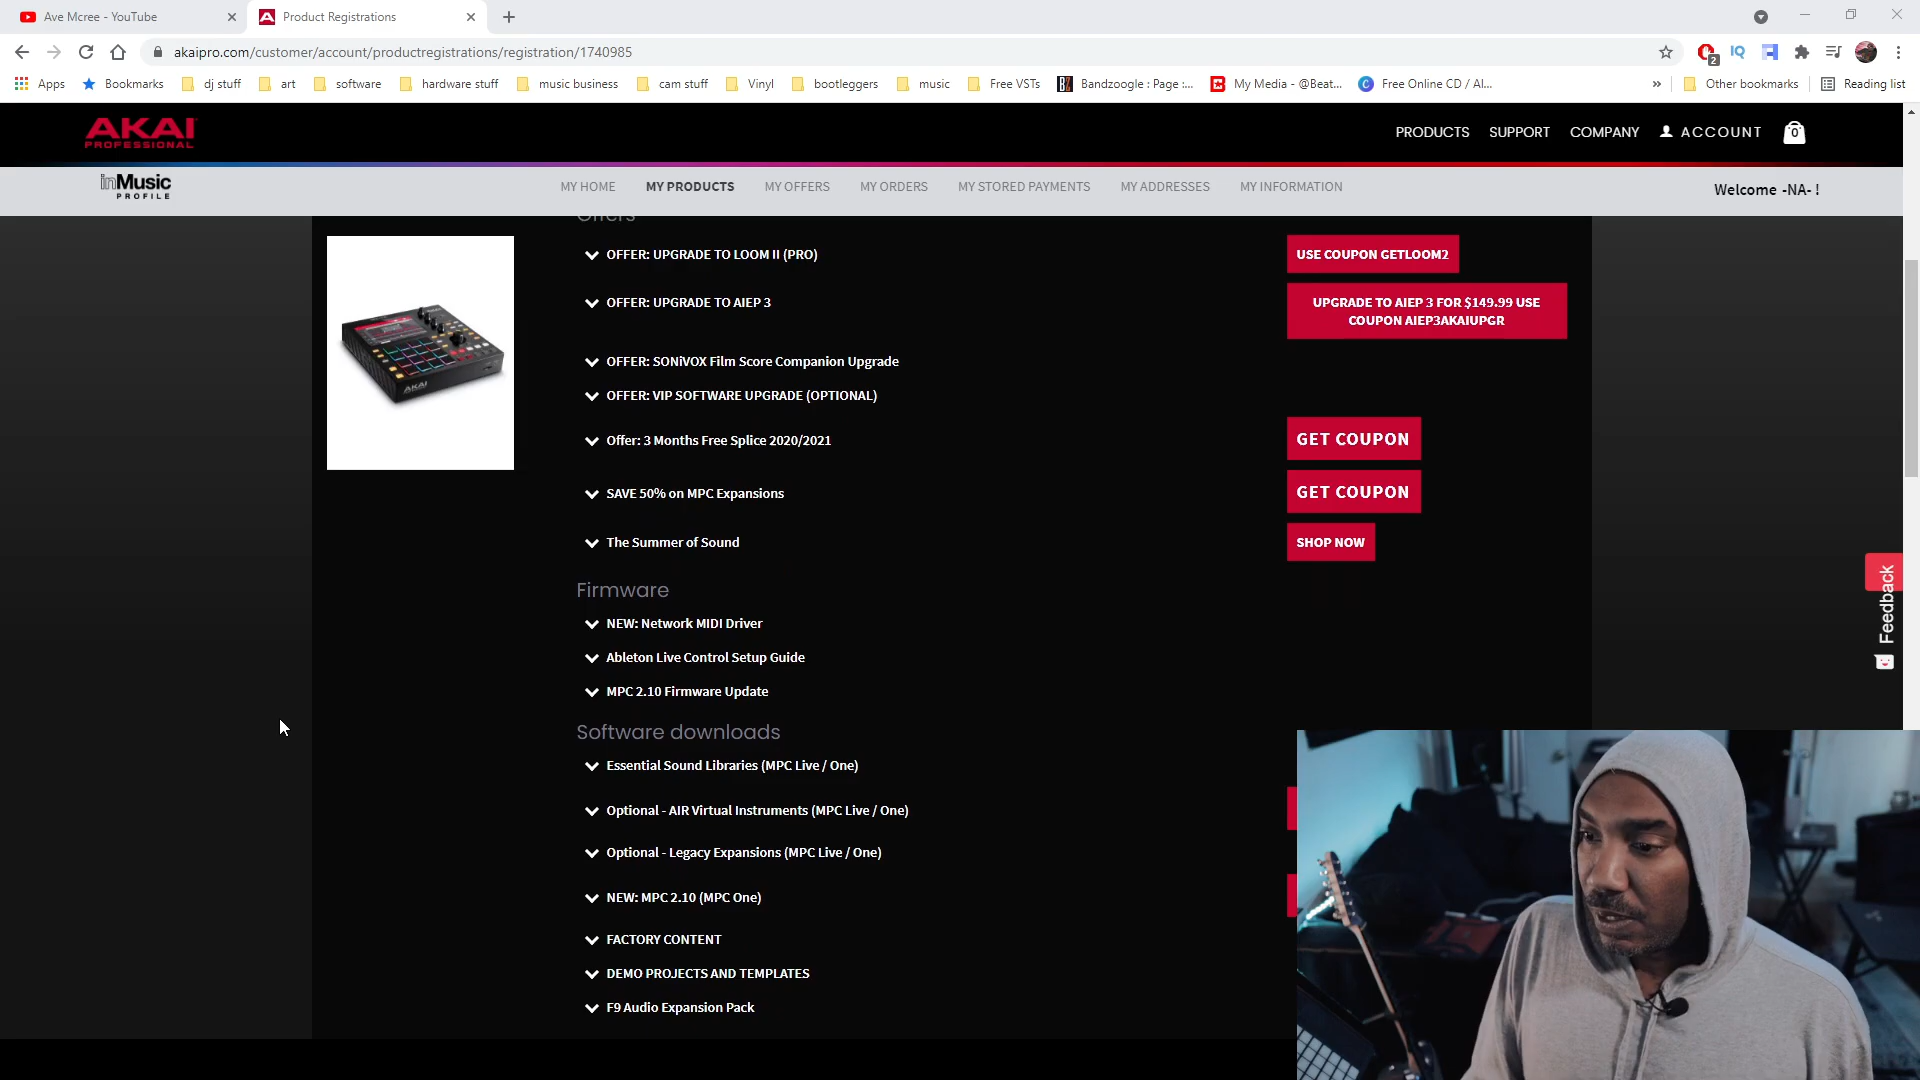 Ave Mcree - YouTube
Product Registrations
akaipro.com/customer/account/productregistrations/registration/1740985
2
Apps
Bookmarks
dj stuff
art
software
hardware stuff
music business
cam stuff
Vinyl
bootleggers
music
Free VSTs
BZ
Bandzoogle : Page :...
My Media - @Beat...
Free Online CD / Al...
»
Other bookmarks
Reading list
AKAI
PROFESSIONAL
PRODUCTS
SUPPORT
COMPANY
ACCOUNT
0
inMusic
PROFILE
MY HOME
MY PRODUCTS
MY OFFERS
MY ORDERS
MY STORED PAYMENTS
MY ADDRESSES
MY INFORMATION
Welcome -NA- !
Offers
OFFER: UPGRADE TO LOOM II (PRO)
USE COUPON GETLOOM2
OFFER: UPGRADE TO AIEP 3
UPGRADE TO AIEP 3 FOR $149.99 USE
COUPON AIEP3AKAIUPGR
OFFER: SONiVOX Film Score Companion Upgrade
OFFER: VIP SOFTWARE UPGRADE (OPTIONAL)
Offer: 3 Months Free Splice 2020/2021
GET COUPON
SAVE 50% on MPC Expansions
GET COUPON
The Summer of Sound
SHOP NOW
AKAI
Firmware
NEW: Network MIDI Driver
Ableton Live Control Setup Guide
MPC 2.10 Firmware Update
Software downloads
Essential Sound Libraries (MPC Live / One)
Optional - AIR Virtual Instruments (MPC Live / One)
Optional - Legacy Expansions (MPC Live / One)
NEW: MPC 2.10 (MPC One)
FACTORY CONTENT
DEMO PROJECTS AND TEMPLATES
F9 Audio Expansion Pack
Feedback